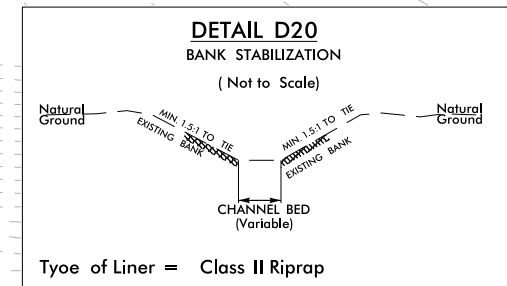 DETAIL D20
BANK STABILIZATION
( Not to Scale)
Natural
Ground
MIN. 1.5:1 TO TIE
EXISTING BANK
MIN. 1.5:1 TO TIE
EXISTING BANK
Natural
Ground
CHANNEL BED
(Variable)
Tyoe of Liner = Class II Riprap